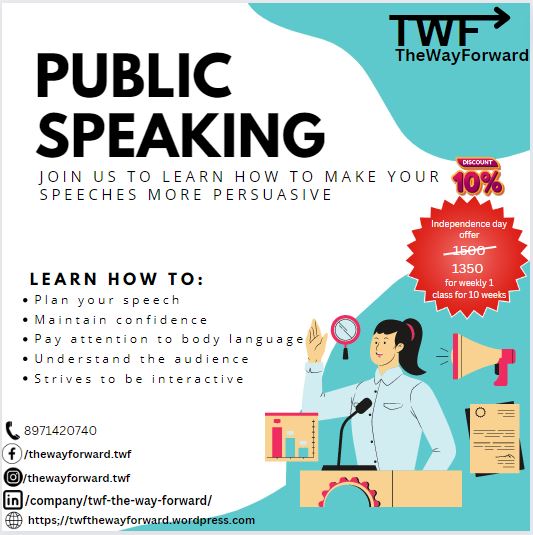 TWF
TheWayForward
PUBLIC
SPEAKING
JOIN US TO LEARN HOW TO MAKE YOUR
SPEECHES MORE PERSUASIVE
DISCOUNT
10%
Independence day
offer
1500
1350
for weekly 1
class for 10 weeks
LEARN HOW TO:
• Plan your speech
• Maintain confidence
• Pay attention to body language
• Understand the audience
• Strives to be interactive
8971420740
/thewayforward.twf
/thewayforward.twf
/company/twf-the-way-forward/
https://twfthewayforward.wordpress.com